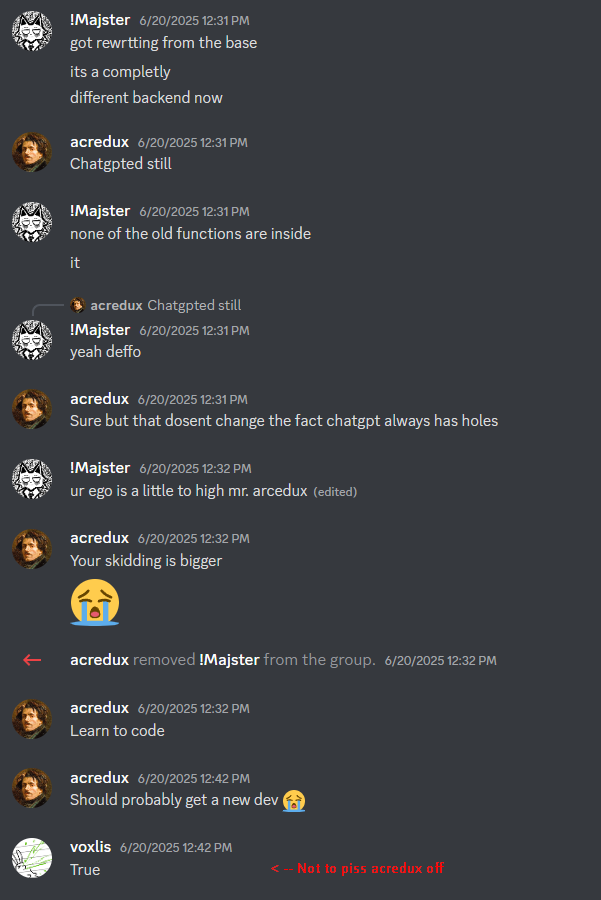 !Majster 6/20/2025 12:31 PM
got rewrtting from the base
its a completly
different backend now
acredux 6/20/2025 12:31 PM
Chatgpted still
!Majster 6/20/2025 12:31 PM
none of the old functions are inside
it
acredux Chatgpted still
!Majster 6/20/2025 12:31 PM
yeah deffo
acredux 6/20/2025 12:31 PM
Sure but that dosent change the fact chatgpt always has holes
!Majster 6/20/2025 12:32 PM
ur ego is a little to high mr. arcedux (edited)
acredux 6/20/2025 12:32 PM
Your skidding is bigger
😭
acredux removed !Majster from the group. 6/20/2025 12:32 PM
acredux 6/20/2025 12:32 PM
Learn to code
acredux 6/20/2025 12:42 PM
Should probably get a new dev 😭
voxlis 6/20/2025 12:42 PM
True <-- Not to piss acredux off